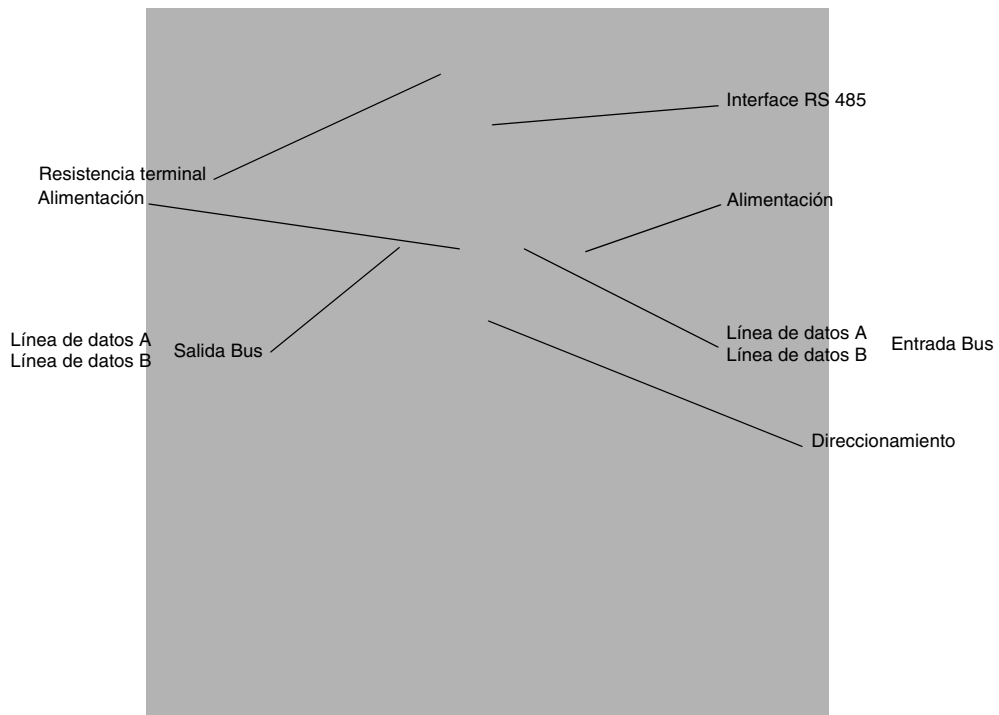 Interface RS 485
Resistencia terminal
Alimentación
Alimentación
Línea de datos A
Línea de datos B
Salida Bus
Línea de datos A
Línea de datos B
Entrada Bus
Direccionamiento